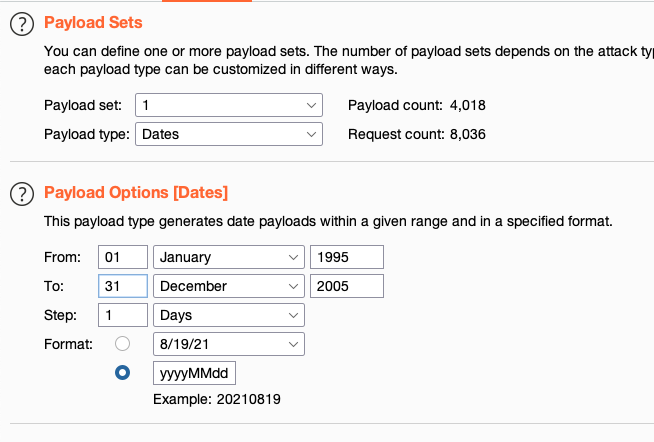 ? Payload Sets
You can define one or more payload sets. The number of payload sets depends on the attack ty
each payload type can be customized in different ways.
Payload set: 1 Payload count: 4,018
Payload type: Dates Request count: 8,036
? Payload Options [Dates]
This payload type generates date payloads within a given range and in a specified format.
From: 01 January 1995
To: 31 December 2005
Step: 1 Days
Format: 8/19/21
yyyyMMdd
Example: 20210819